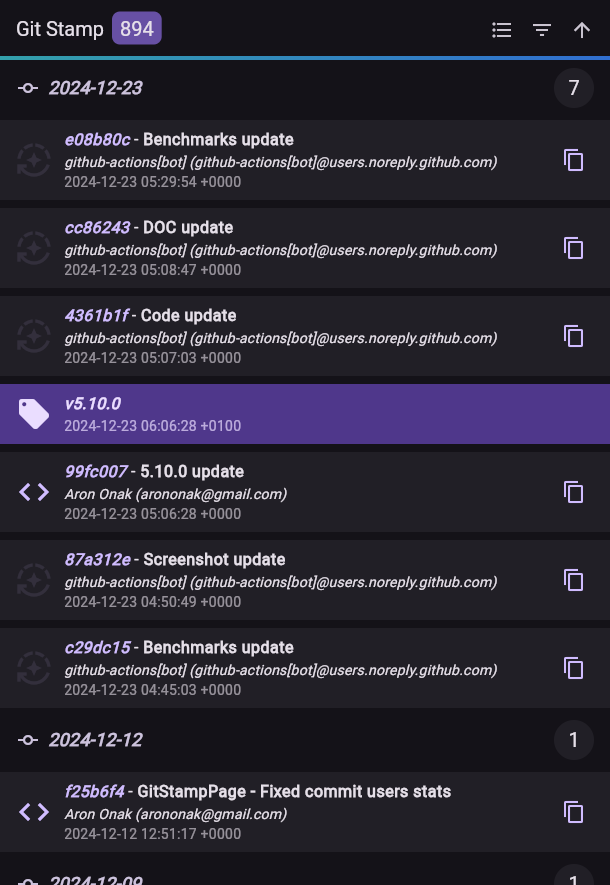 Git Stamp 894
2024-12-23 7
e08b80c - Benchmarks update
github-actions[bot] (github-actions[bot]@users.noreply.github.com)
2024-12-23 05:29:54 +0000
cc86243 - DOC update
github-actions[bot] (github-actions[bot]@users.noreply.github.com)
2024-12-23 05:08:47 +0000
4361b1f - Code update
github-actions[bot] (github-actions[bot]@users.noreply.github.com)
2024-12-23 05:07:03 +0000
v5.10.0
2024-12-23 06:06:28 +0100
99fc007 - 5.10.0 update
Aron Onak (arononak@gmail.com)
2024-12-23 05:06:28 +0000
87a312e - Screenshot update
github-actions[bot] (github-actions[bot]@users.noreply.github.com)
2024-12-23 04:50:49 +0000
c29dc15 - Benchmarks update
github-actions[bot] (github-actions[bot]@users.noreply.github.com)
2024-12-23 04:45:03 +0000
2024-12-12 1
f25b6f4 - GitStampPage - Fixed commit users stats
Aron Onak (arononak@gmail.com)
2024-12-12 12:51:17 +0000
2024-12-09 1